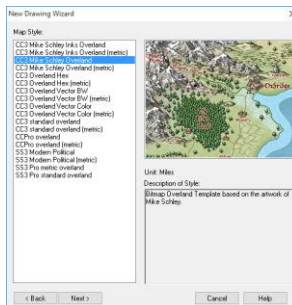 New Drawing Wizard
Map Style:
CC3 Mike Schley Inks Overland
CC3 Mike Schley Inks Overland (metric)
CC3 Mike Schley Overland
CC3 Mike Schley Overland (metric)
CC3 Overland Hex
CC3 Overland Hex (metric)
CC3 Overland Vector BW
CC3 Overland Vector BW (metric)
CC3 Overland Vector Color
CC3 Overland Vector Color (metric)
CC3 standard overland
CC3 standard overland (metric)
CCPro overland
CCPro overland (metric)
SS3 Modern Political
SS3 Modern Political (metric)
SS3 Pro metric overland
SS3 Pro standard overland
Unit: Miles
Description of Style:
Bitmap Overland Template based on the artwork of
Mike Schley.
< Back
Next >
Cancel
Help